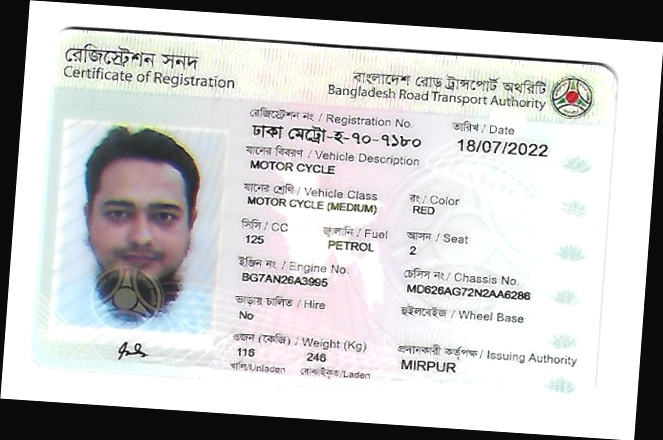 রেজিস্ট্রেশন সনদ
Certificate of Registration
বাংলাদেশ রোড ট্রান্সপোর্ট অথরিটি
Bangladesh Road Transport Authority
রেজিস্ট্রেশন নং / Registration No.
ঢাকা মেট্রো-হ-৭০-৭১৮০
তারিখ / Date
18/07/2022
যানের বিবরণ / Vehicle Description
MOTOR CYCLE
যানের শ্রেণি / Vehicle Class
MOTOR CYCLE (MEDIUM)
রং / Color
RED
সিসি / CC
125
জ্বালানি / Fuel
PETROL
আসন / Seat
2
ইঞ্জিন নং / Engine No.
BG7AN26A3995
চেসিস নং / Chassis No.
MD626AG72N2AA6286
ভাড়ায় চালিত / Hire
No
হুইলবেইজ / Wheel Base
ওজন (কেজি) / Weight (Kg)
116 246
খালি/Unladen বোঝাইকৃত/Laden
প্রদানকারী কর্তৃপক্ষ / Issuing Authority
MIRPUR